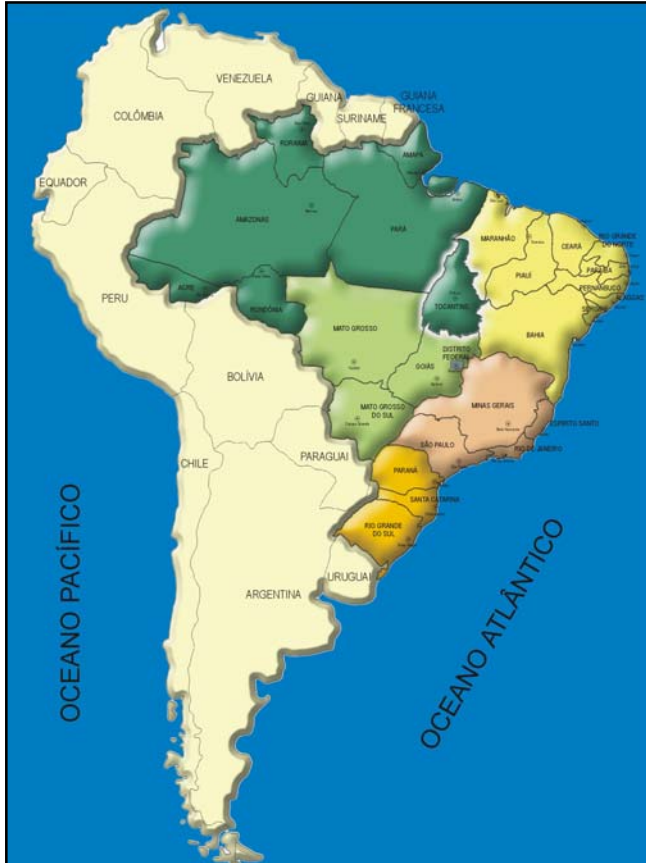 VENEZUELA
GUIANA
GUIANA
FRANCESA
SURINAME
COLÔMBIA
RORAIMA
AMAPÁ
EQUADOR
AMAZONAS
PARÁ
MARANHÃO
CEARÁ
RIO GRANDE
DO NORTE
PARAÍBA
PIAUÍ
PERNAMBUCO
ALAGOAS
SERGIPE
ACRE
TOCANTINS
RONDÔNIA
PERU
MATO GROSSO
BAHIA
DISTRITO
FEDERAL
GOIÁS
BOLÍVIA
MINAS GERAIS
MATO GROSSO
DO SUL
ESPÍRITO SANTO
SÃO PAULO
RIO DE JANEIRO
PARAGUAI
CHILE
PARANÁ
SANTA CATARINA
RIO GRANDE
DO SUL
URUGUAI
ARGENTINA
OCEANO PACÍFICO
OCEANO ATLÂNTICO